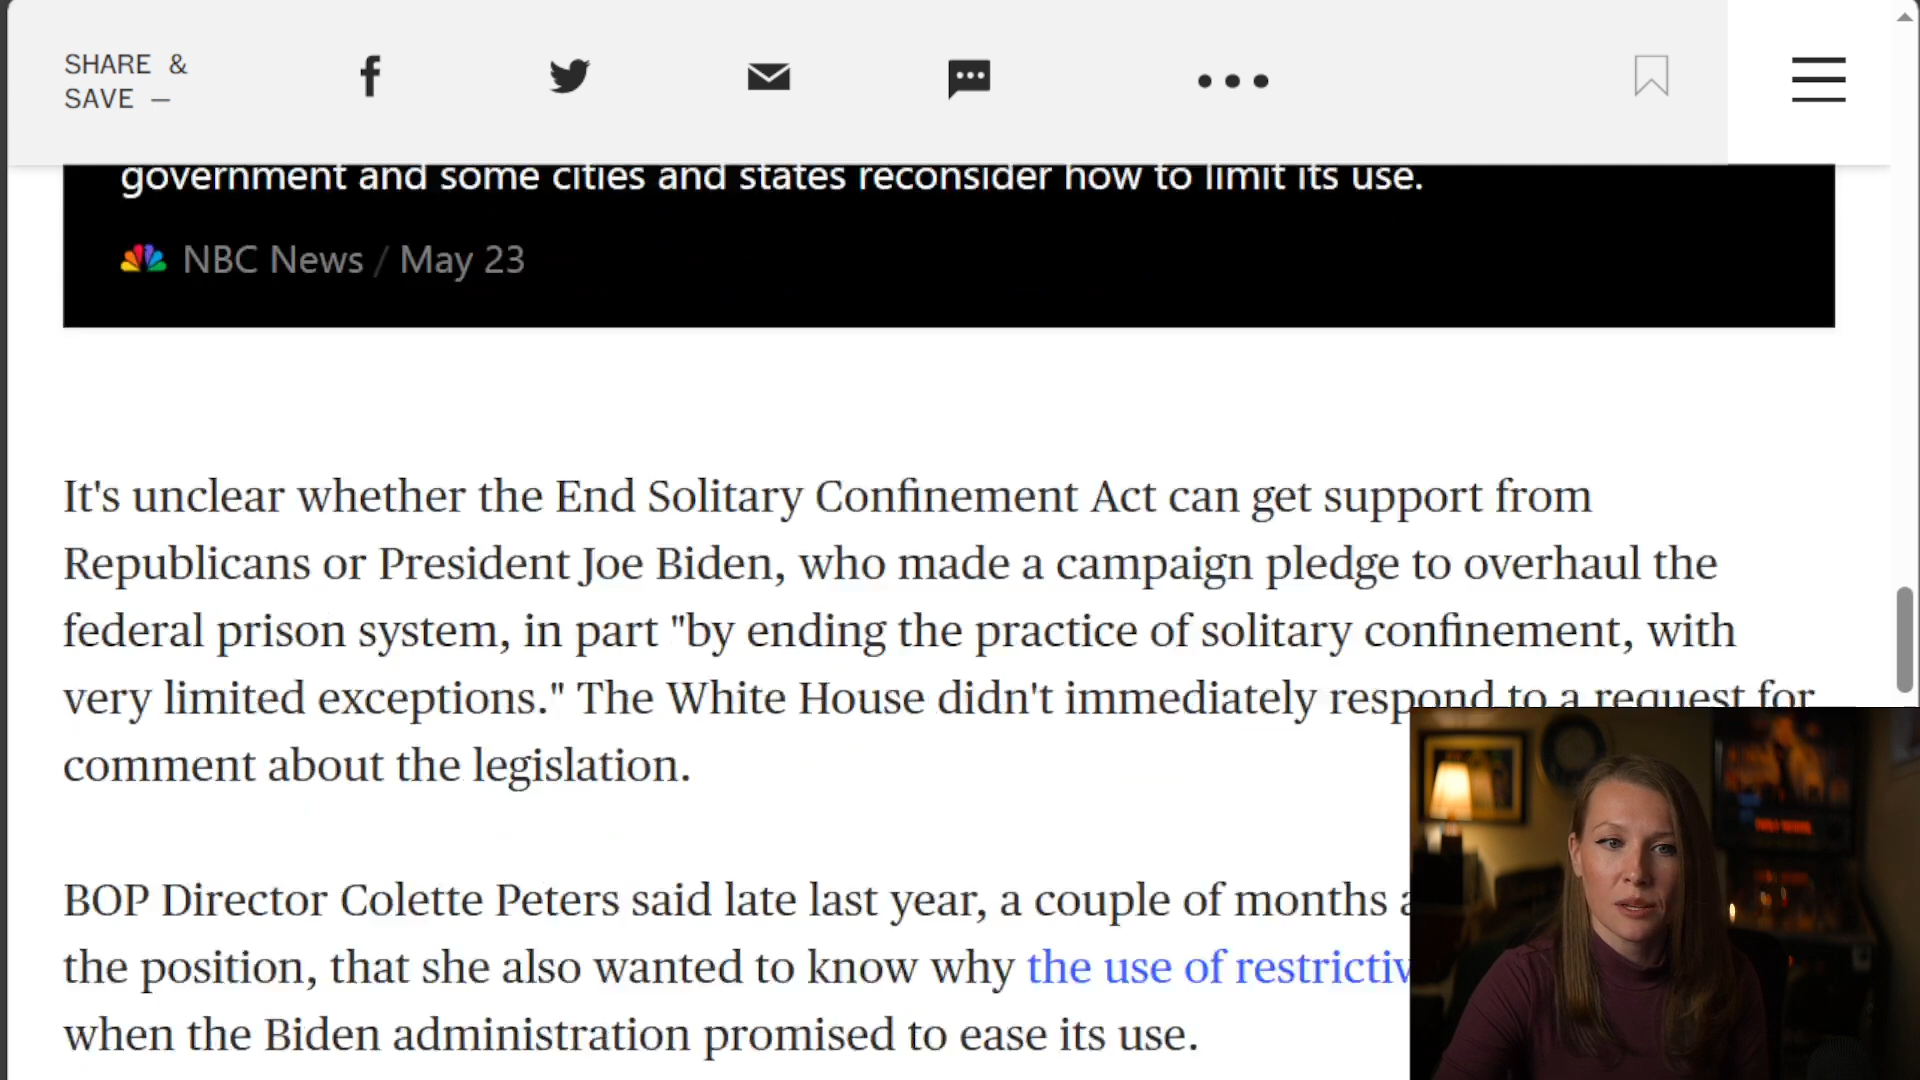 SHARE &
SAVE —
government and some cities and states reconsider how to limit its use.
NBC News / May 23
It's unclear whether the End Solitary Confinement Act can get support from
Republicans or President Joe Biden, who made a campaign pledge to overhaul the
federal prison system, in part "by ending the practice of solitary confinement, with
very limited exceptions." The White House didn't immediately respond to a request for
comment about the legislation.
BOP Director Colette Peters said late last year, a couple of months
the position, that she also wanted to know why the use of
when the Biden administration promised to ease its use.